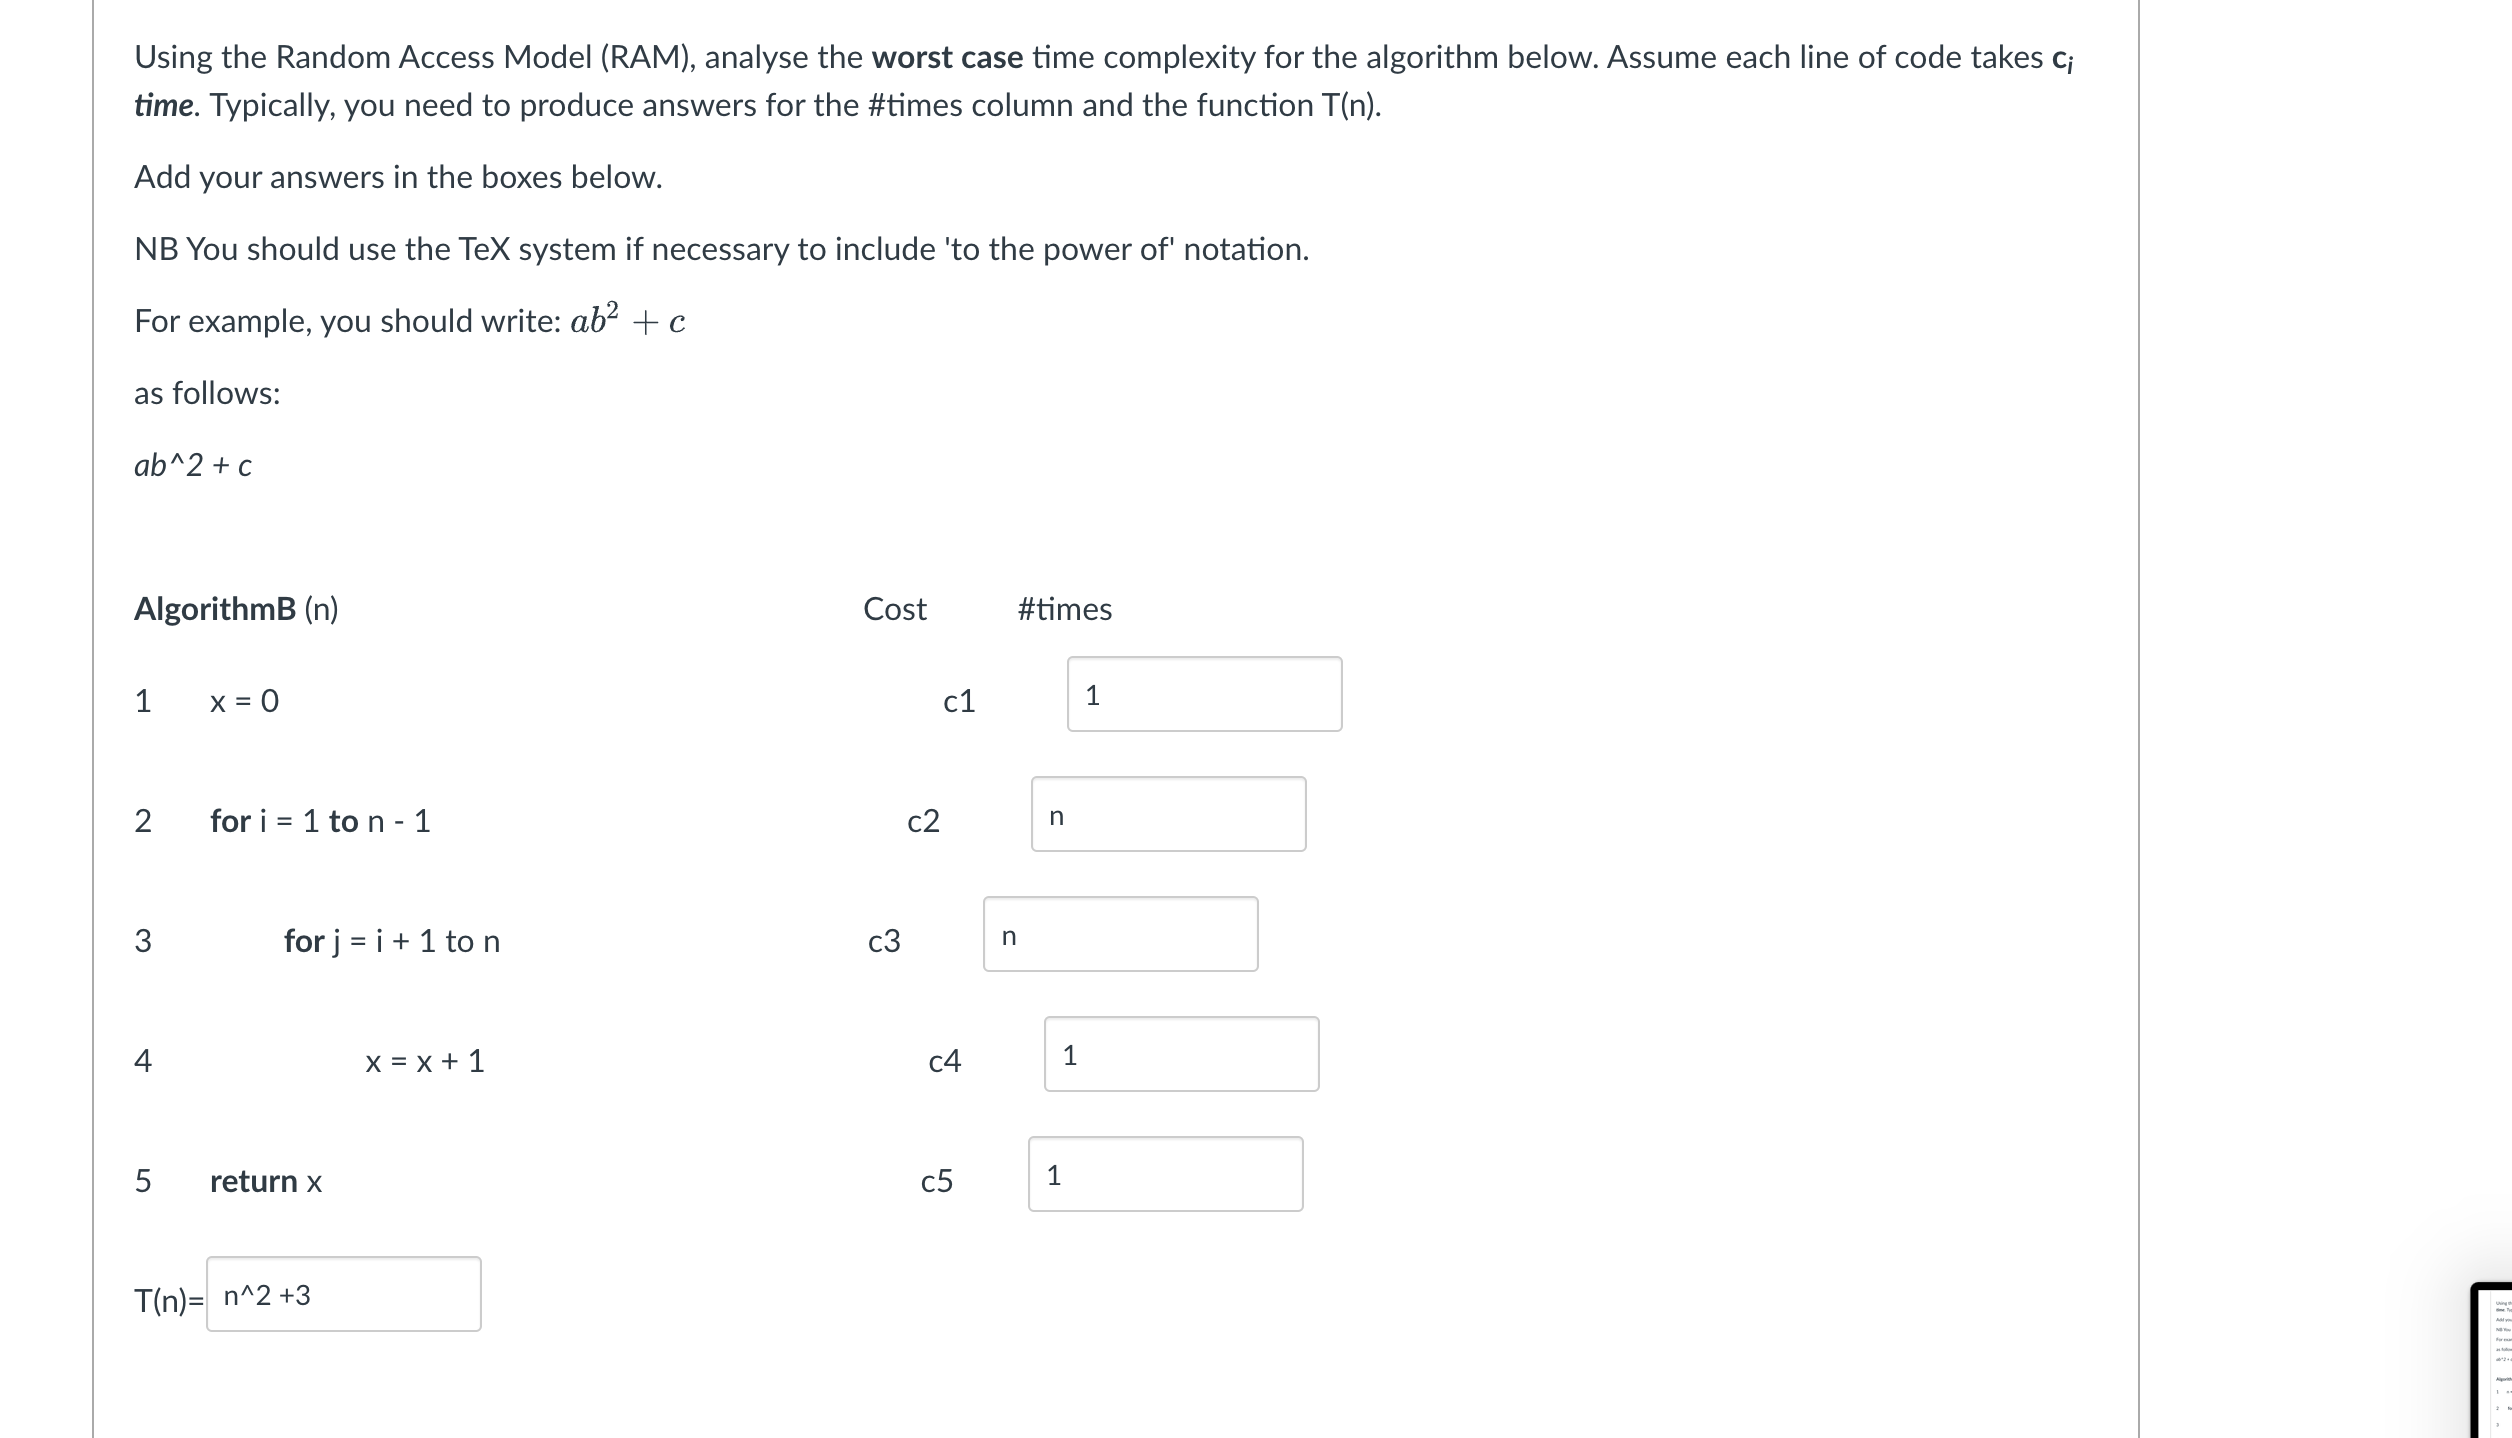 Using the Random Access Model (RAM), analyse the worst case time complexity for the algorithm below. Assume each line of code takes cᵢ
time. Typically, you need to produce answers for the #times column and the function T(n).
Add your answers in the boxes below.
NB You should use the TeX system if necessary to include 'to the power of' notation.
For example, you should write: ab² + c
as follows:
ab^2 + c
AlgorithmB (n) Cost #times
1 x = 0 c1 1
2 for i = 1 to n - 1 c2 n
3 for j = i + 1 to n c3 n
4 x = x + 1 c4 1
5 return x c5 1
T(n)= n^2 +3